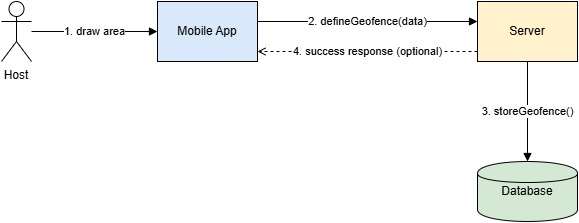 1. draw area
Mobile App
2. defineGeofence(data)
Server
4. success response (optional)
Host
3. storeGeofence()
Database